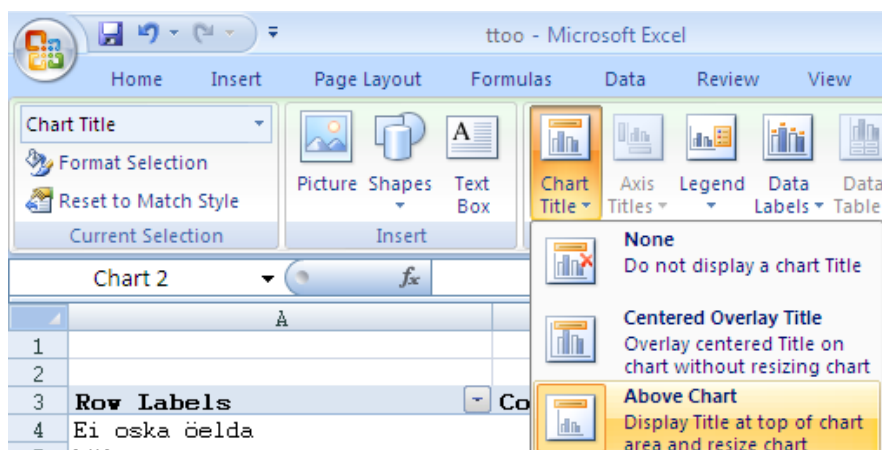 ttoo - Microsoft Excel
Home Insert Page Layout Formulas Data Review View
Chart Title
Format Selection
Reset to Match Style
Current Selection
Picture Shapes Text Box
Insert
Chart Title Axis Titles Legend Data Labels Data Table
None
Do not display a chart Title
Centered Overlay Title
Overlay centered Title on
chart without resizing chart
Above Chart
Display Title at top of chart
area and resize chart
Chart 2 fx
A
1
2
3 Row Labels Co
4 Ei oska öelda